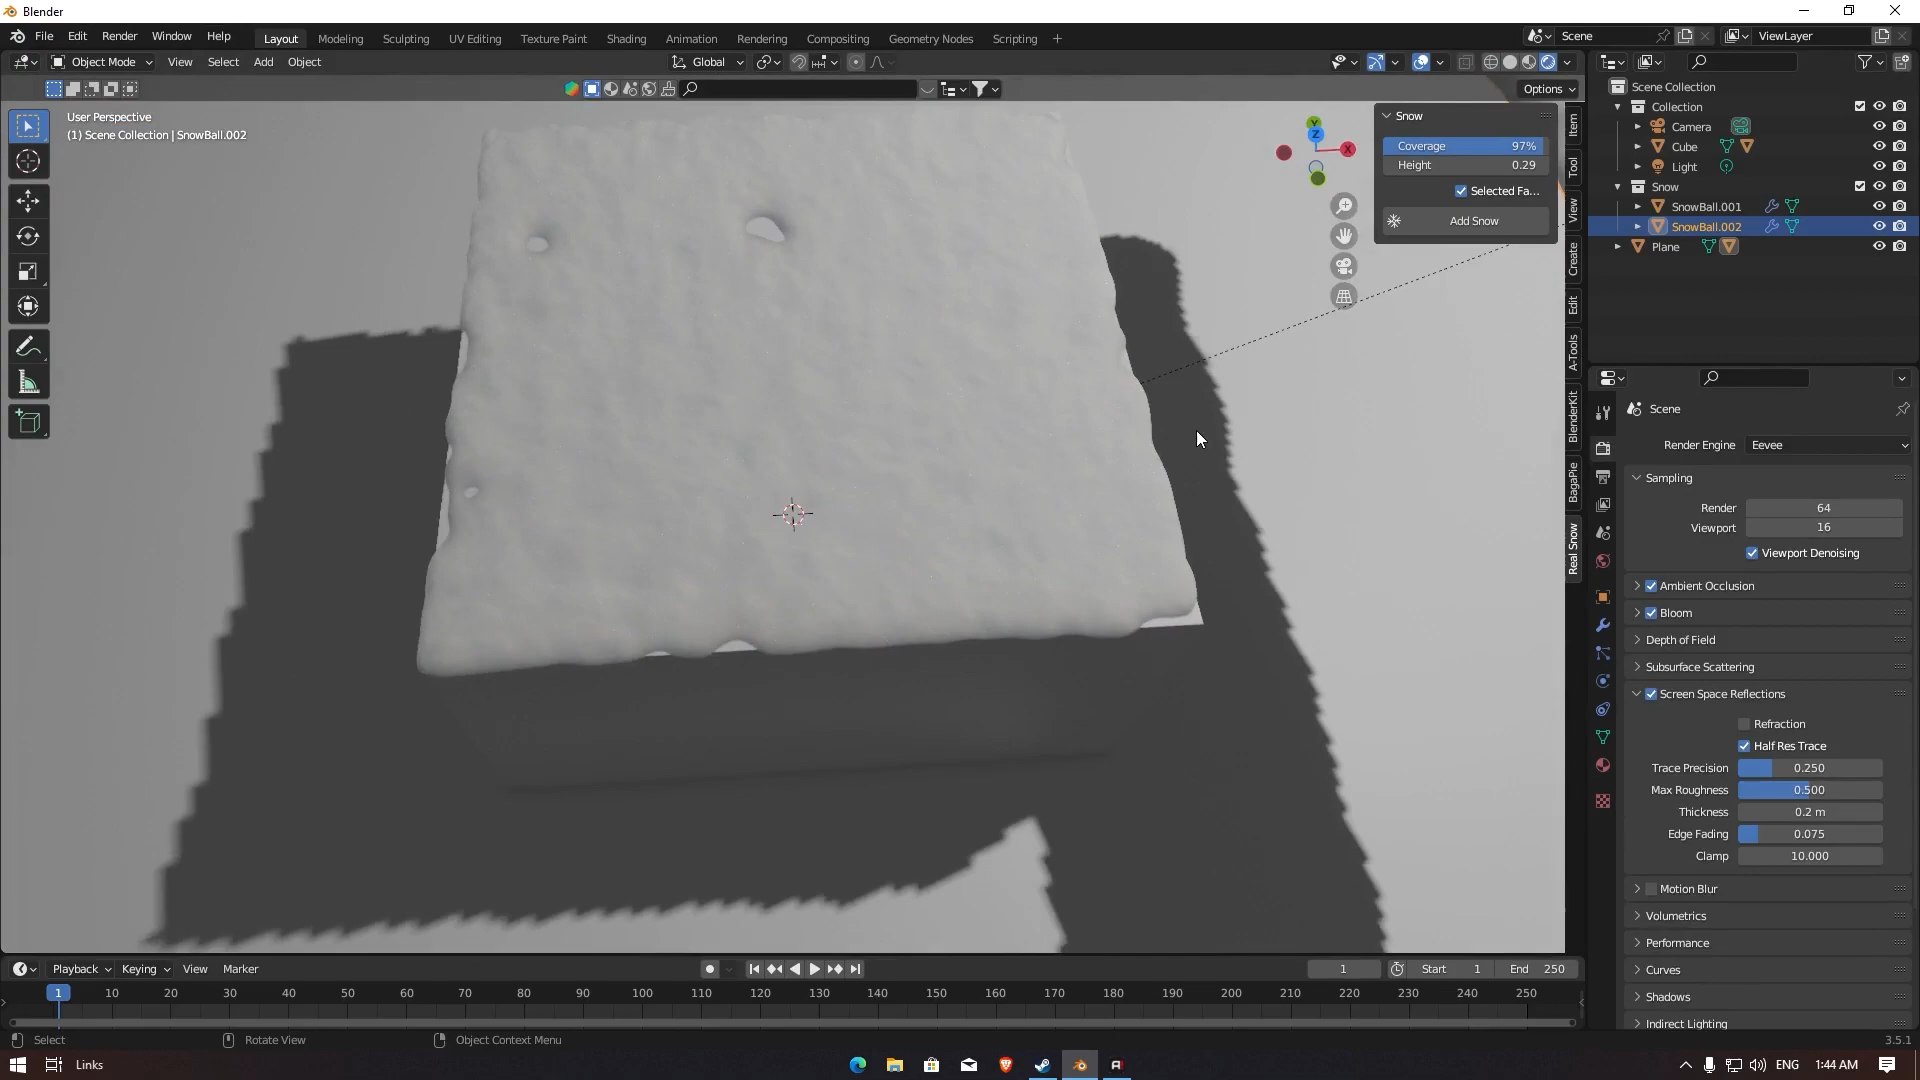 Blender
File Edit Render Window Help
Layout Modeling Sculpting UV Editing Texture Paint Shading Animation Rendering Compositing Geometry Nodes Scripting +
Scene
ViewLayer
Object Mode View Select Add Object
Global
Options
User Perspective
(1) Scene Collection | SnowBall.002
Snow
Coverage 97%
Height 0.29
Selected Fa...
Add Snow
Y
Z
X
Item
Tool
View
Create
Edit
A-Tools
BlenderKit
BagaPie
Real Snow
Scene Collection
Collection
Camera
Cube
Light
Snow
SnowBall.001
SnowBall.002
Plane
Scene
Render Engine Eevee
Sampling
Render 64
Viewport 16
Viewport Denoising
Ambient Occlusion
Bloom
Depth of Field
Subsurface Scattering
Screen Space Reflections
Refraction
Half Res Trace
Trace Precision 0.250
Max Roughness 0.500
Thickness 0.2 m
Edge Fading 0.075
Clamp 10.000
Motion Blur
Volumetrics
Performance
Curves
Shadows
Indirect Lighting
Playback Keying View Marker
1 Start 1 End 250
1 10 20 30 40 50 60 70 80 90 100 110 120 130 140 150 160 170 180 190 200 210 220 230 240 250
Select Rotate View Object Context Menu 3.5.1
Links ENG 1:44 AM